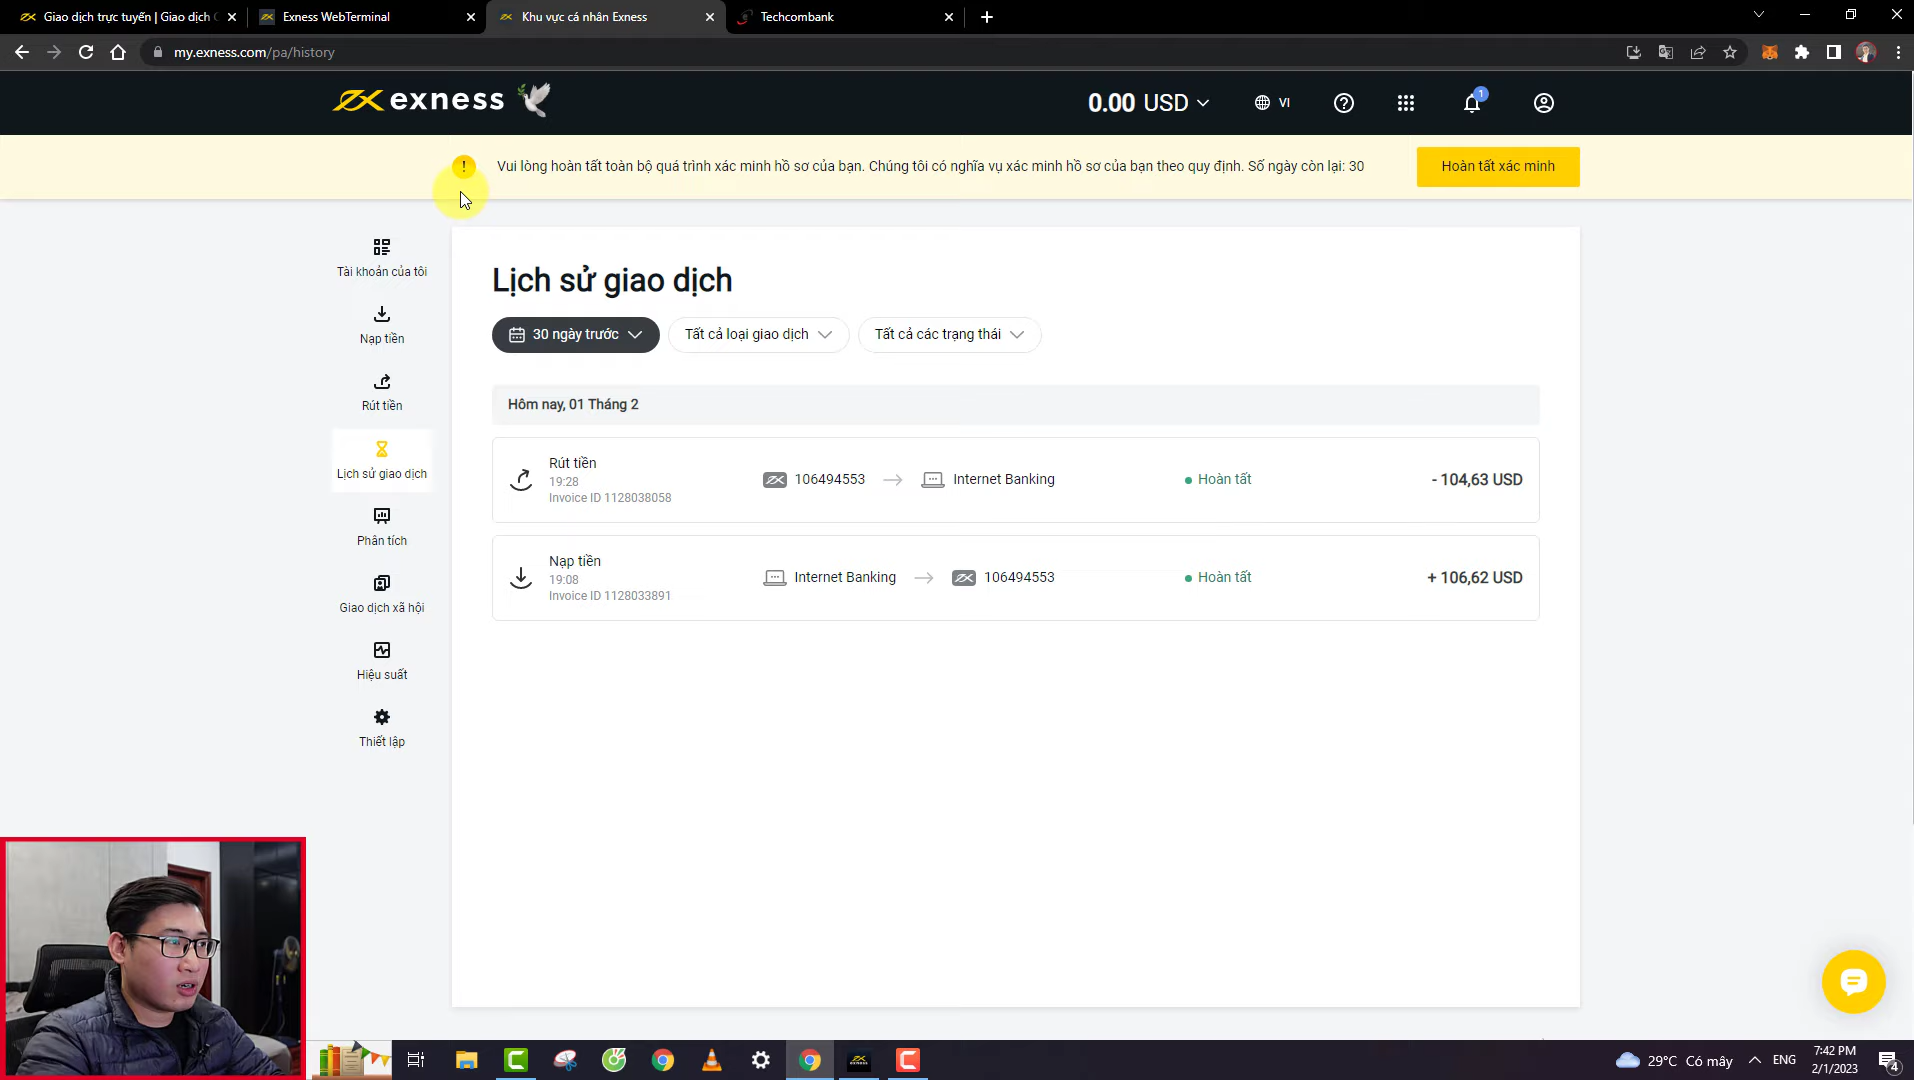 Giao dịch trực tuyến | Giao dịch
Exness WebTerminal
Khu vực cá nhân Exness
Techcombank
my.exness.com/pa/history
exness
0.00 USD
VI
1
Vui lòng hoàn tất toàn bộ quá trình xác minh hồ sơ của bạn. Chúng tôi có nghĩa vụ xác minh hồ sơ của bạn theo quy định. Số ngày còn lại: 30
Hoàn tất xác minh
Tài khoản của tôi
Nạp tiền
Rút tiền
Lịch sử giao dịch
Phân tích
Giao dịch xã hội
Hiệu suất
Thiết lập
Lịch sử giao dịch
30 ngày trước
Tất cả loại giao dịch
Tất cả các trạng thái
Hôm nay, 01 Tháng 2
Rút tiền
19:28
Invoice ID 1128038058
106494553
Internet Banking
Hoàn tất
- 104,63 USD
Nạp tiền
19:08
Invoice ID 1128033891
Internet Banking
106494553
Hoàn tất
+ 106,62 USD
29°C Có mây
ENG
7:42 PM
2/1/2023
4